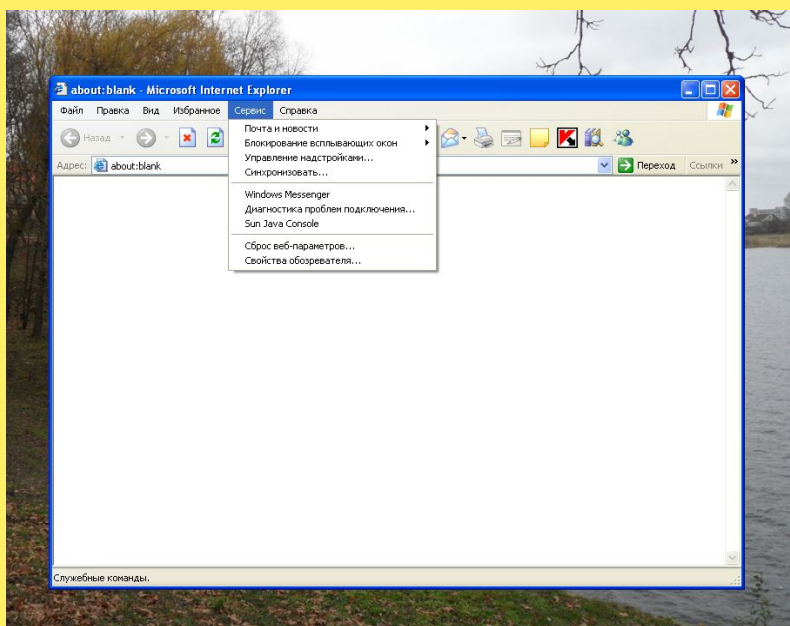 about:blank - Microsoft Internet Explorer
Файл Правка Вид Избранное Сервис Справка
Назад
Адрес: about:blank Переход Ссылки »
Почта и новости
Блокирование всплывающих окон
Управление надстройками...
Синхронизовать...
Windows Messenger
Диагностика проблем подключения...
Sun Java Console
Сброс веб-параметров...
Свойства обозревателя...
Служебные команды.